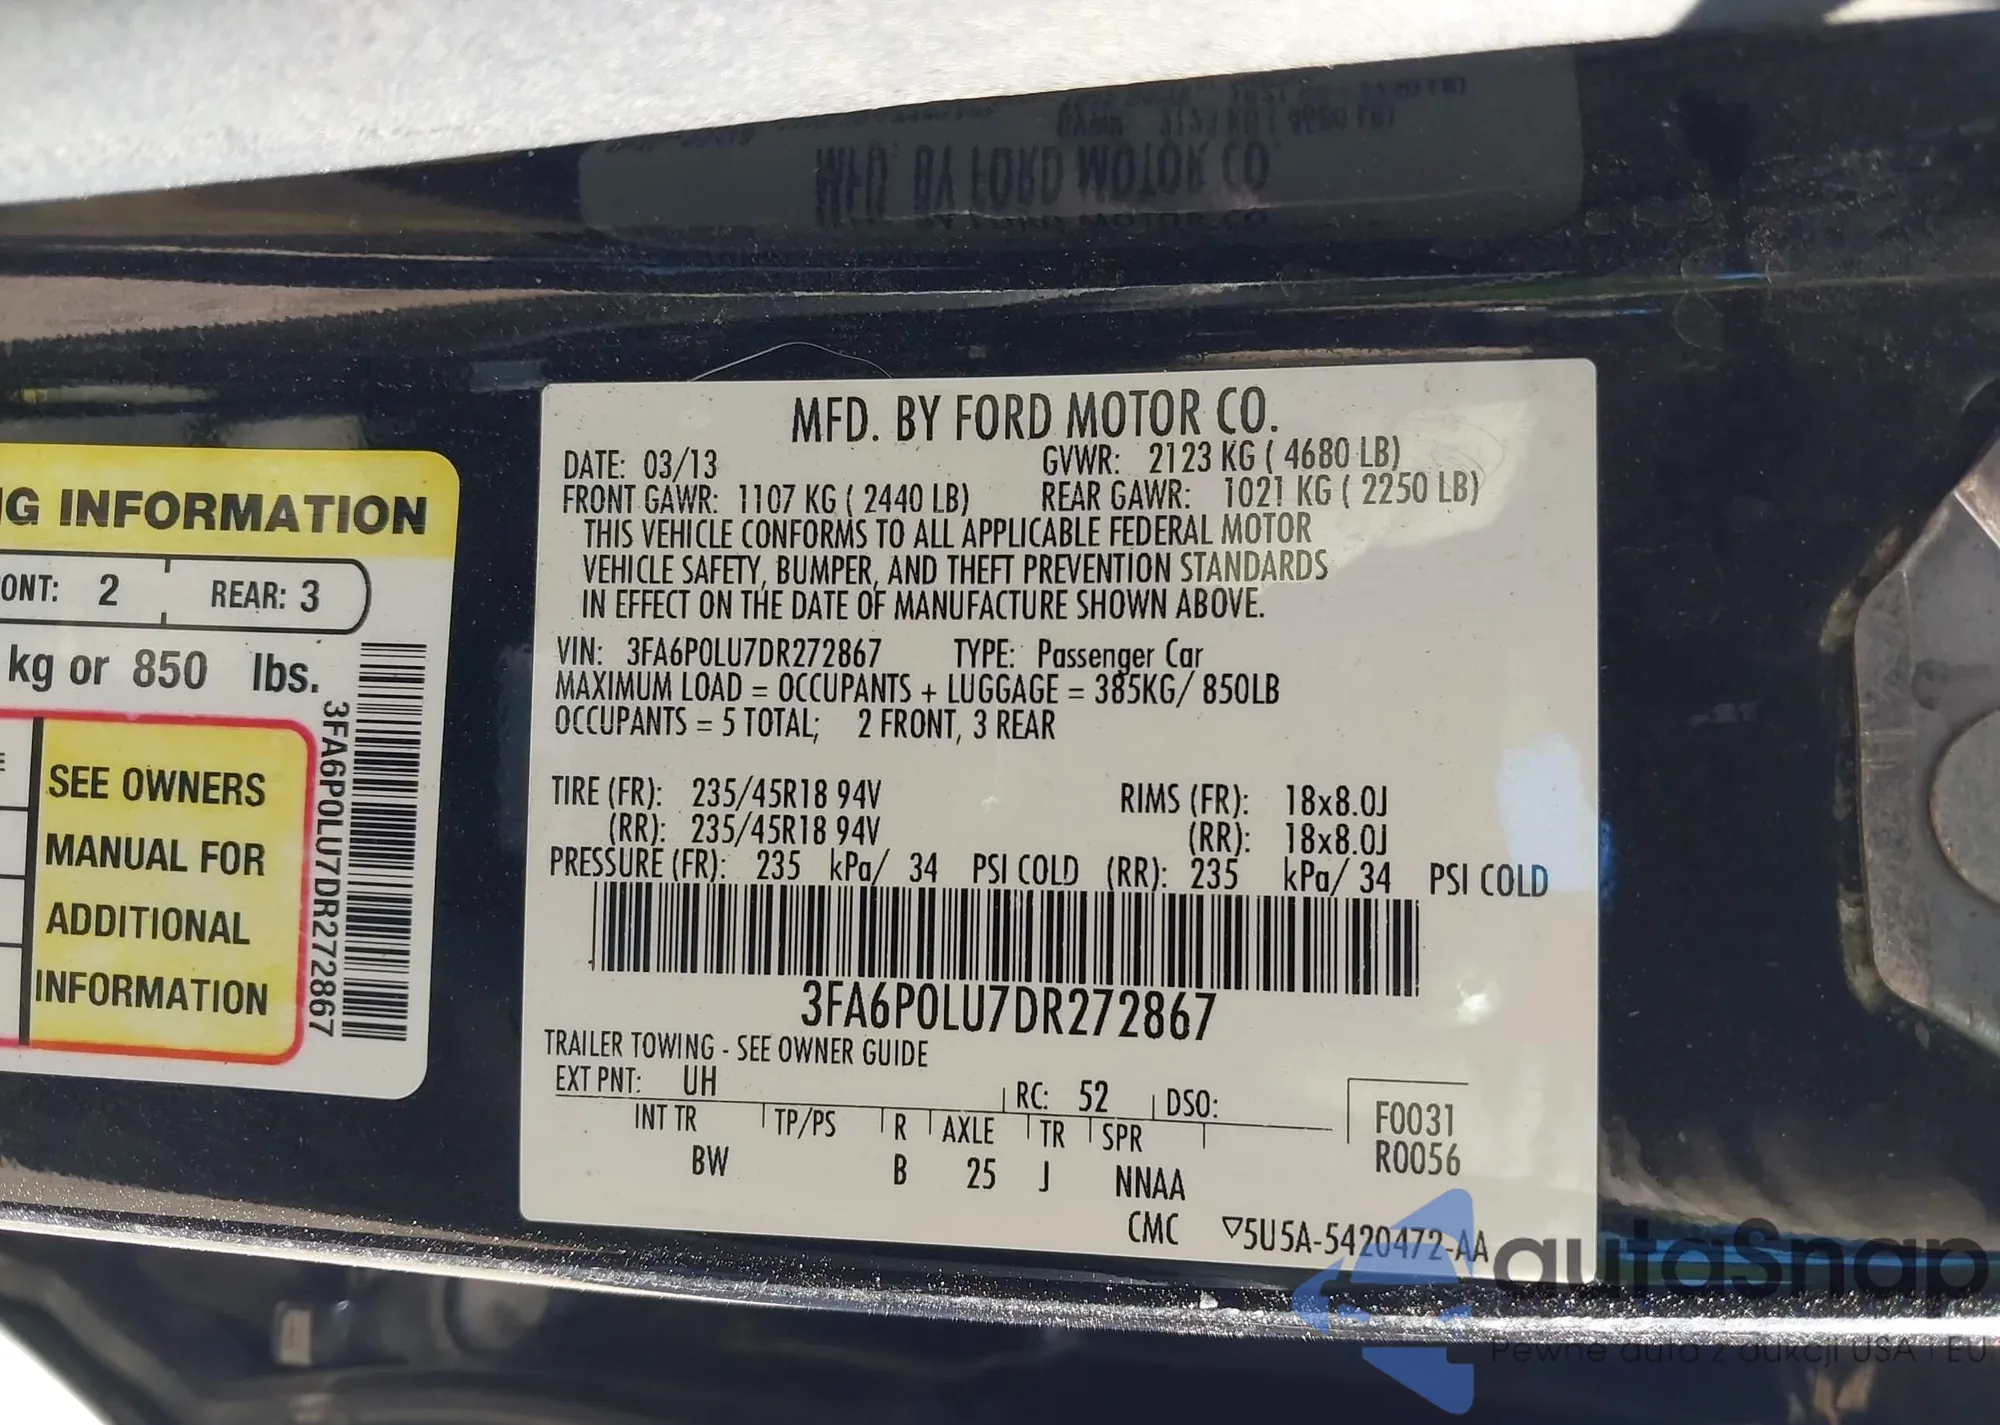 G INFORMATION
ONT: 2 REAR: 3
kg or 850 lbs.
SEE OWNERS
MANUAL FOR
ADDITIONAL
INFORMATION
3FA6P0LU7DR272867
MFD. BY FORD MOTOR CO.
DATE: 03/13 GVWR: 2123 KG ( 4680 LB)
FRONT GAWR: 1107 KG ( 2440 LB) REAR GAWR: 1021 KG ( 2250 LB)
THIS VEHICLE CONFORMS TO ALL APPLICABLE FEDERAL MOTOR
VEHICLE SAFETY, BUMPER, AND THEFT PREVENTION STANDARDS
IN EFFECT ON THE DATE OF MANUFACTURE SHOWN ABOVE.
VIN: 3FA6P0LU7DR272867 TYPE: Passenger Car
MAXIMUM LOAD = OCCUPANTS + LUGGAGE = 385KG/ 850LB
OCCUPANTS = 5 TOTAL; 2 FRONT, 3 REAR
TIRE (FR): 235/45R18 94V RIMS (FR): 18x8.0J
(RR): 235/45R18 94V (RR): 18x8.0J
PRESSURE (FR): 235 kPa/ 34 PSI COLD (RR): 235 kPa/ 34 PSI COLD
3FA6P0LU7DR272867
TRAILER TOWING - SEE OWNER GUIDE
EXT PNT: UH RC: 52 DSO:
INT TR TP/PS R AXLE TR SPR
BW B 25 J NNAA
F0031
R0056
CMC ▽5U5A-5420472-AA
autoSnap
Pewne auta z aukcji USA i EU